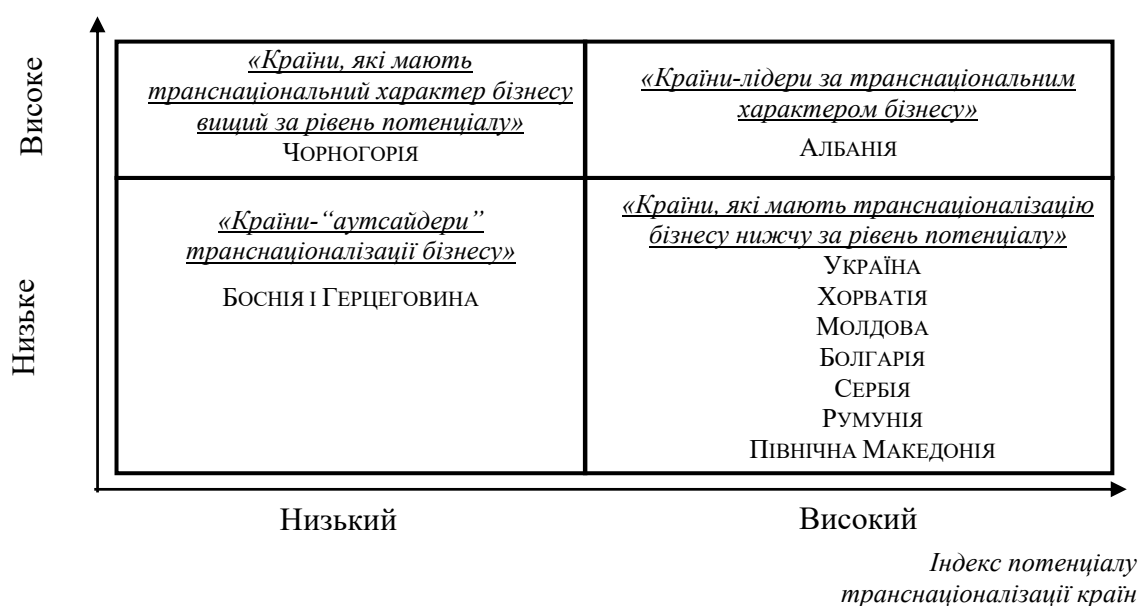 Високе
«Країни, які мають
транснаціональний характер бізнесу
вищий за рівень потенціалу»
ЧОРНОГОРІЯ
«Країни-лідери за транснаціональним
характером бізнесу»
АЛБАНІЯ
Низьке
«Країни-“аутсайдери”
транснаціоналізації бізнесу»
БОСНІЯ І ГЕРЦЕГОВИНА
«Країни, які мають транснаціоналізацію
бізнесу нижчу за рівень потенціалу»
УКРАЇНА
ХОРВАТІЯ
МОЛДОВА
БОЛГАРІЯ
СЕРБІЯ
РУМУНІЯ
ПІВНІЧНА МАКЕДОНІЯ
Низький
Високий
Індекс потенціалу
транснаціоналізації країн